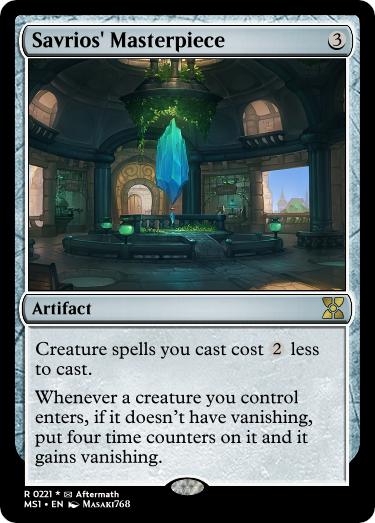 Savrios' Masterpiece 3
Artifact
Creature spells you cast cost 2 less
to cast.
Whenever a creature you control
enters, if it doesn't have vanishing,
put four time counters on it and it
gains vanishing.
R 0221 * Aftermath
MS1 • EN Masaki768